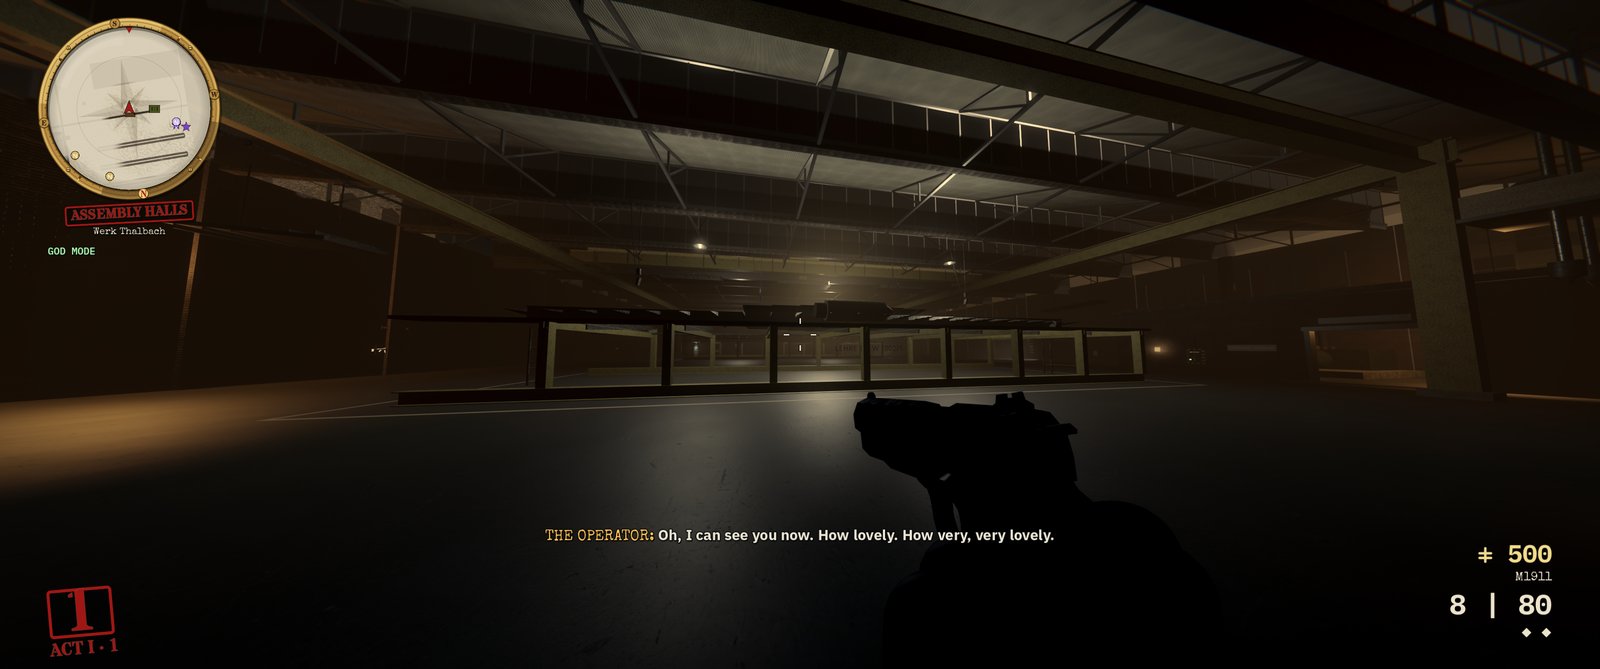 S
W
E
N
ASSEMBLY HALLS
Werk Thalbach
GOD MODE
THE OPERATOR: Oh, I can see you now. How lovely. How very, very lovely.
500
M1911
8 | 80
1
ACT I · 1